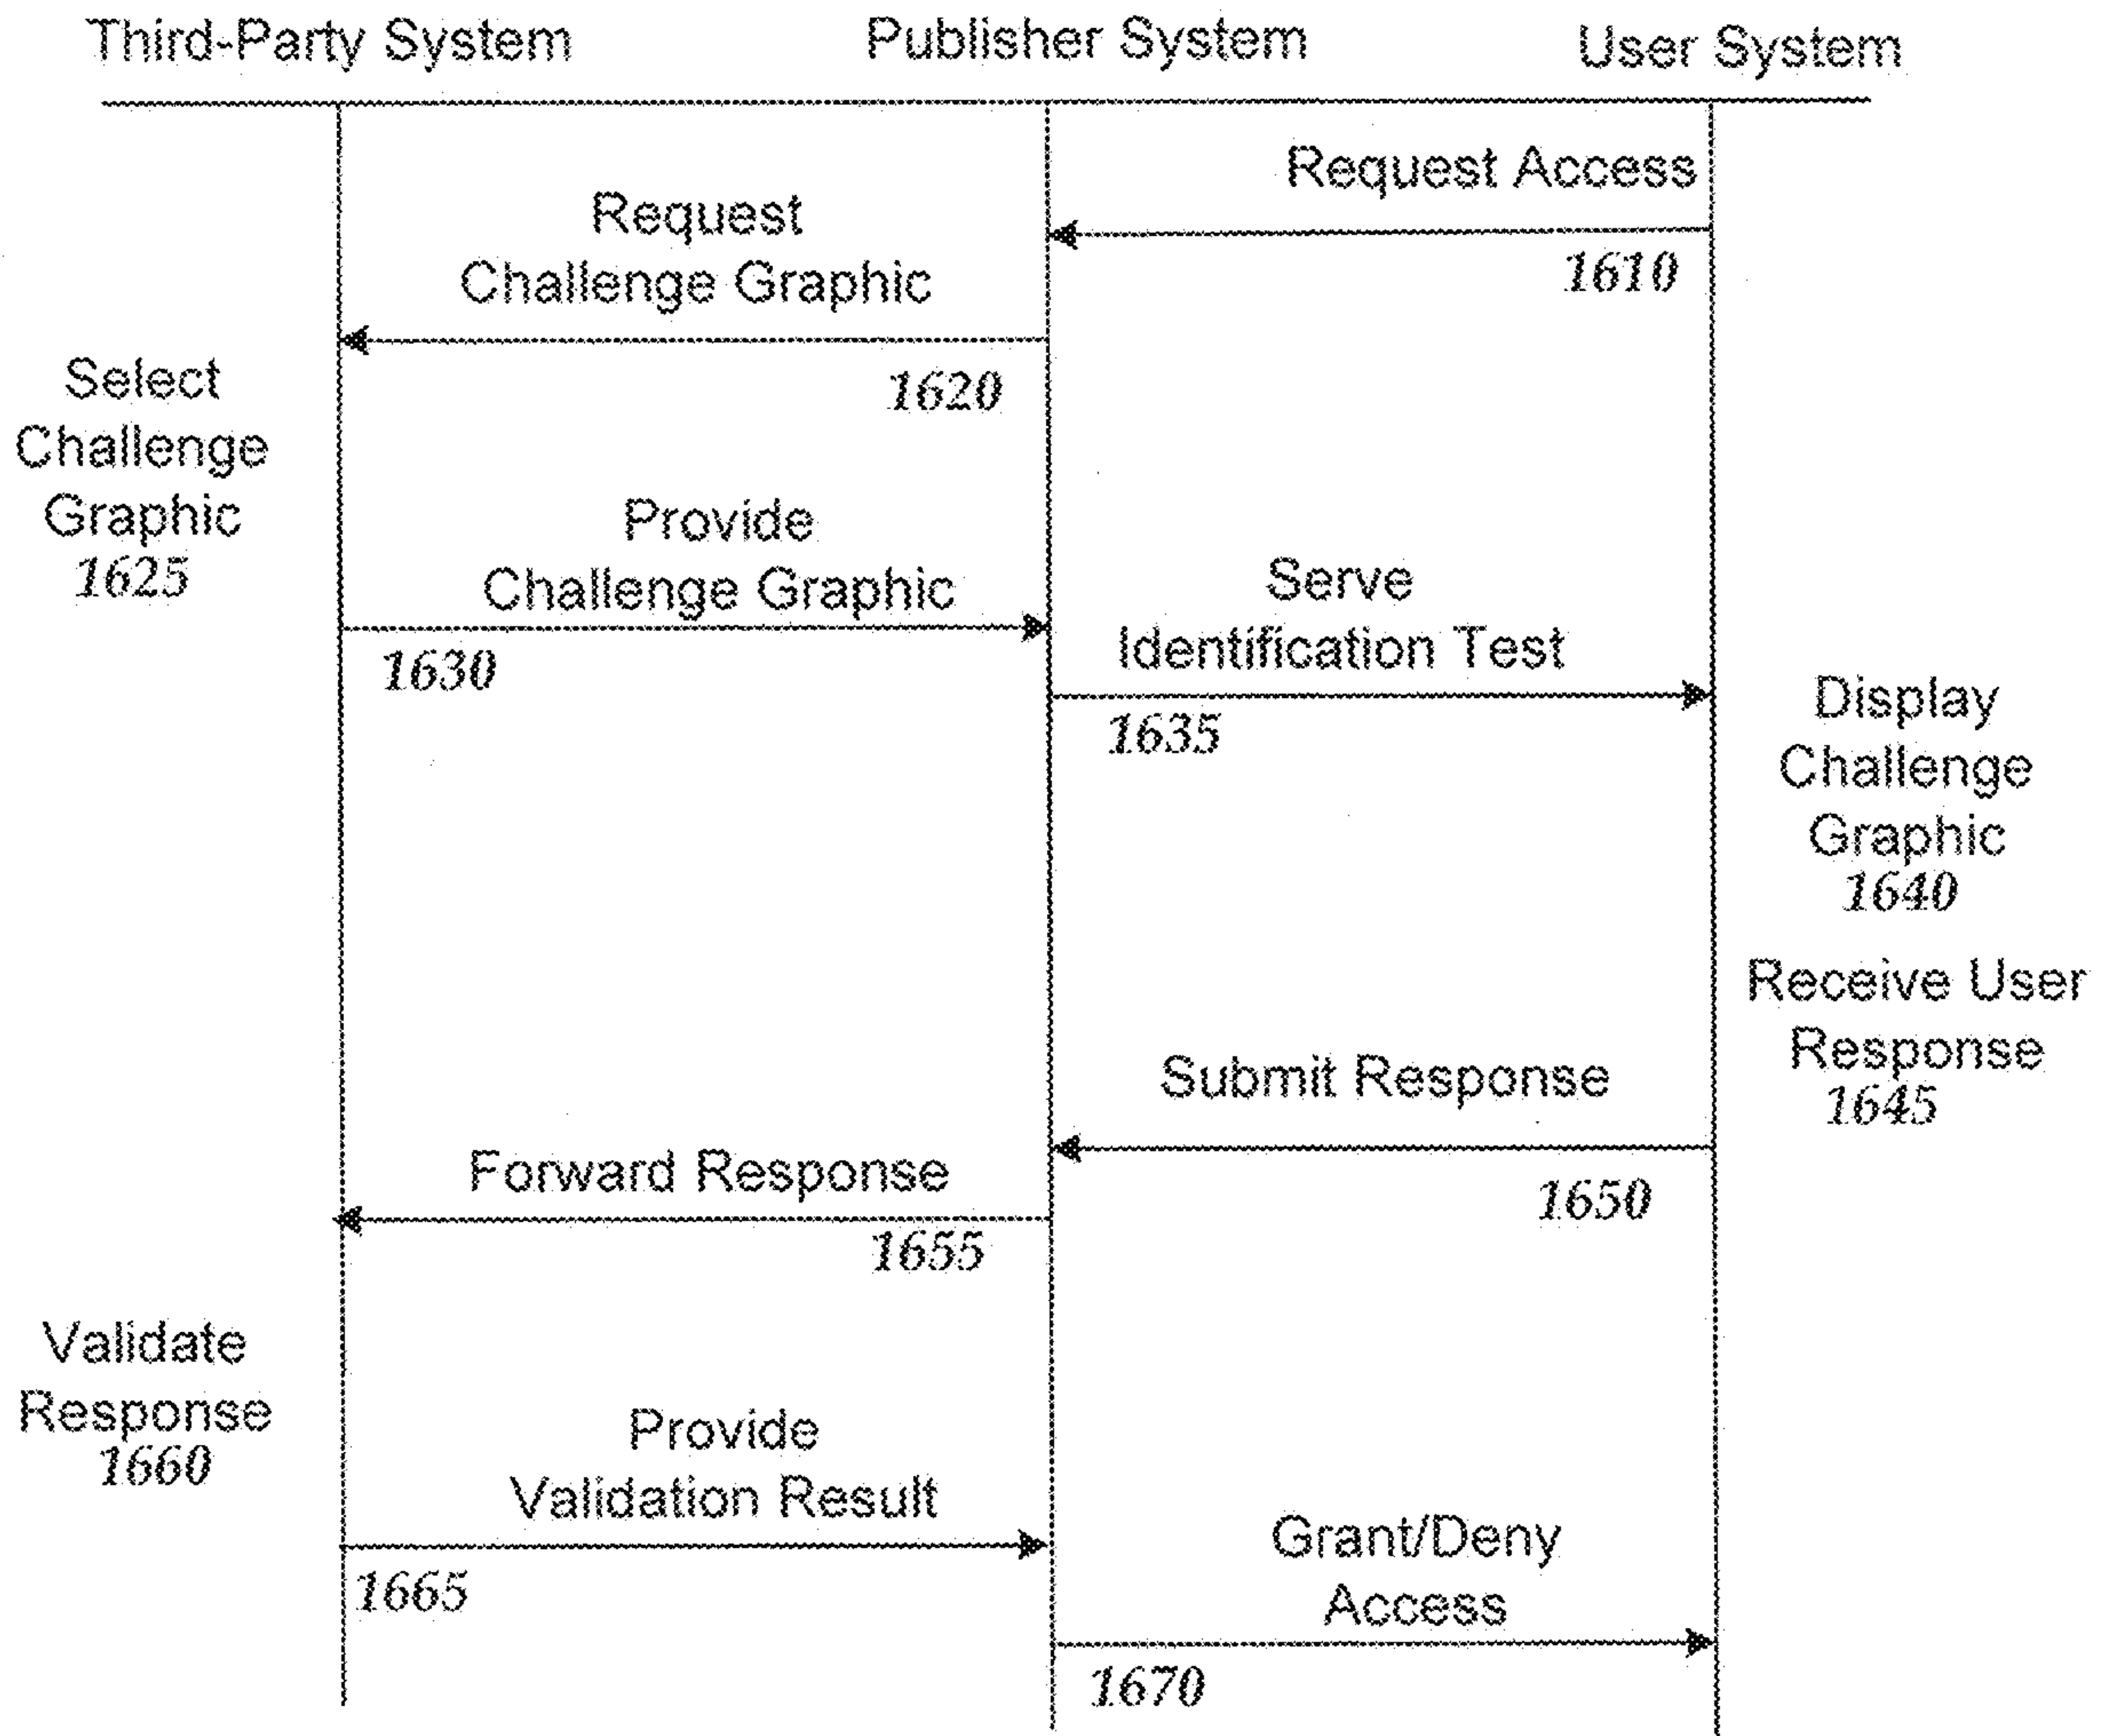 Third-Party System
Publisher System
User System
Request Access
1610
Request
Challenge Graphic
1620
Select
Challenge
Graphic
1625
Provide
Challenge Graphic
1630
Serve
Identification Test
1635
Display
Challenge
Graphic
1640
Receive User
Response
1645
Submit Response
1650
Forward Response
1655
Validate
Response
1660
Provide
Validation Result
1665
Grant/Deny
Access
1670